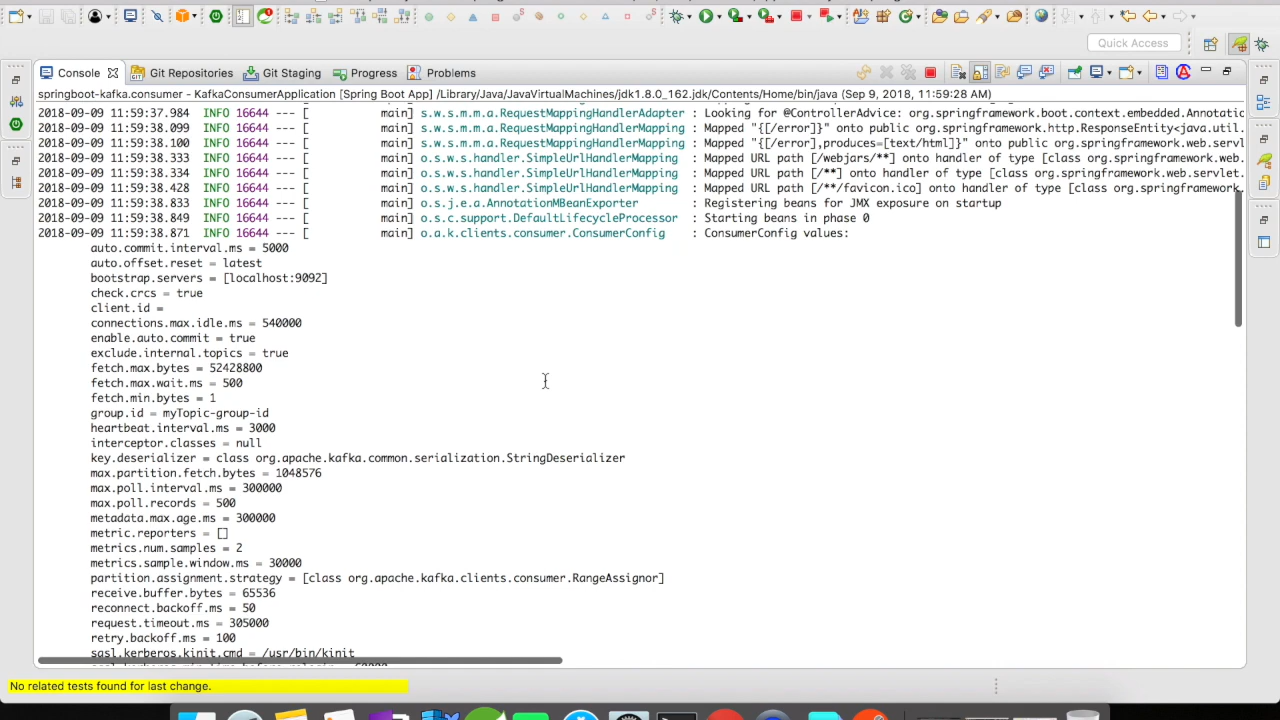 Quick Access
Console Git Repositories Git Staging Progress Problems
springboot-kafka.consumer - KafkaConsumerApplication [Spring Boot App] /Library/Java/JavaVirtualMachines/jdk1.8.0_162.jdk/Contents/Home/bin/java (Sep 9, 2018, 11:59:28 AM)
2018-09-09 11:59:37.984 INFO 16644 --- [ main] s.w.s.m.m.a.RequestMappingHandlerAdapter : Looking for @ControllerAdvice: org.springframework.boot.context.embedded.Annotatic
2018-09-09 11:59:38.099 INFO 16644 --- [ main] s.w.s.m.m.a.RequestMappingHandlerMapping : Mapped "{[/error]}" onto public org.springframework.http.ResponseEntity<java.util.
2018-09-09 11:59:38.100 INFO 16644 --- [ main] s.w.s.m.m.a.RequestMappingHandlerMapping : Mapped "{[/error],produces=[text/html]}" onto public org.springframework.web.servl
2018-09-09 11:59:38.333 INFO 16644 --- [ main] o.s.w.s.handler.SimpleUrlHandlerMapping : Mapped URL path [/webjars/**] onto handler of type [class org.springframework.web.
2018-09-09 11:59:38.334 INFO 16644 --- [ main] o.s.w.s.handler.SimpleUrlHandlerMapping : Mapped URL path [/**] onto handler of type [class org.springframework.web.servlet.
2018-09-09 11:59:38.428 INFO 16644 --- [ main] o.s.w.s.handler.SimpleUrlHandlerMapping : Mapped URL path [/**/favicon.ico] onto handler of type [class org.springframework.
2018-09-09 11:59:38.833 INFO 16644 --- [ main] o.s.j.e.a.AnnotationMBeanExporter : Registering beans for JMX exposure on startup
2018-09-09 11:59:38.849 INFO 16644 --- [ main] o.s.c.support.DefaultLifecycleProcessor : Starting beans in phase 0
2018-09-09 11:59:38.871 INFO 16644 --- [ main] o.a.k.clients.consumer.ConsumerConfig : ConsumerConfig values:
auto.commit.interval.ms = 5000
auto.offset.reset = latest
bootstrap.servers = [localhost:9092]
check.crcs = true
client.id =
connections.max.idle.ms = 540000
enable.auto.commit = true
exclude.internal.topics = true
fetch.max.bytes = 52428800
fetch.max.wait.ms = 500
fetch.min.bytes = 1
group.id = myTopic-group-id
heartbeat.interval.ms = 3000
interceptor.classes = null
key.deserializer = class org.apache.kafka.common.serialization.StringDeserializer
max.partition.fetch.bytes = 1048576
max.poll.interval.ms = 300000
max.poll.records = 500
metadata.max.age.ms = 300000
metric.reporters = []
metrics.num.samples = 2
metrics.sample.window.ms = 30000
partition.assignment.strategy = [class org.apache.kafka.clients.consumer.RangeAssignor]
receive.buffer.bytes = 65536
reconnect.backoff.ms = 50
request.timeout.ms = 305000
retry.backoff.ms = 100
sasl.kerberos.kinit.cmd = /usr/bin/kinit
No related tests found for last change.